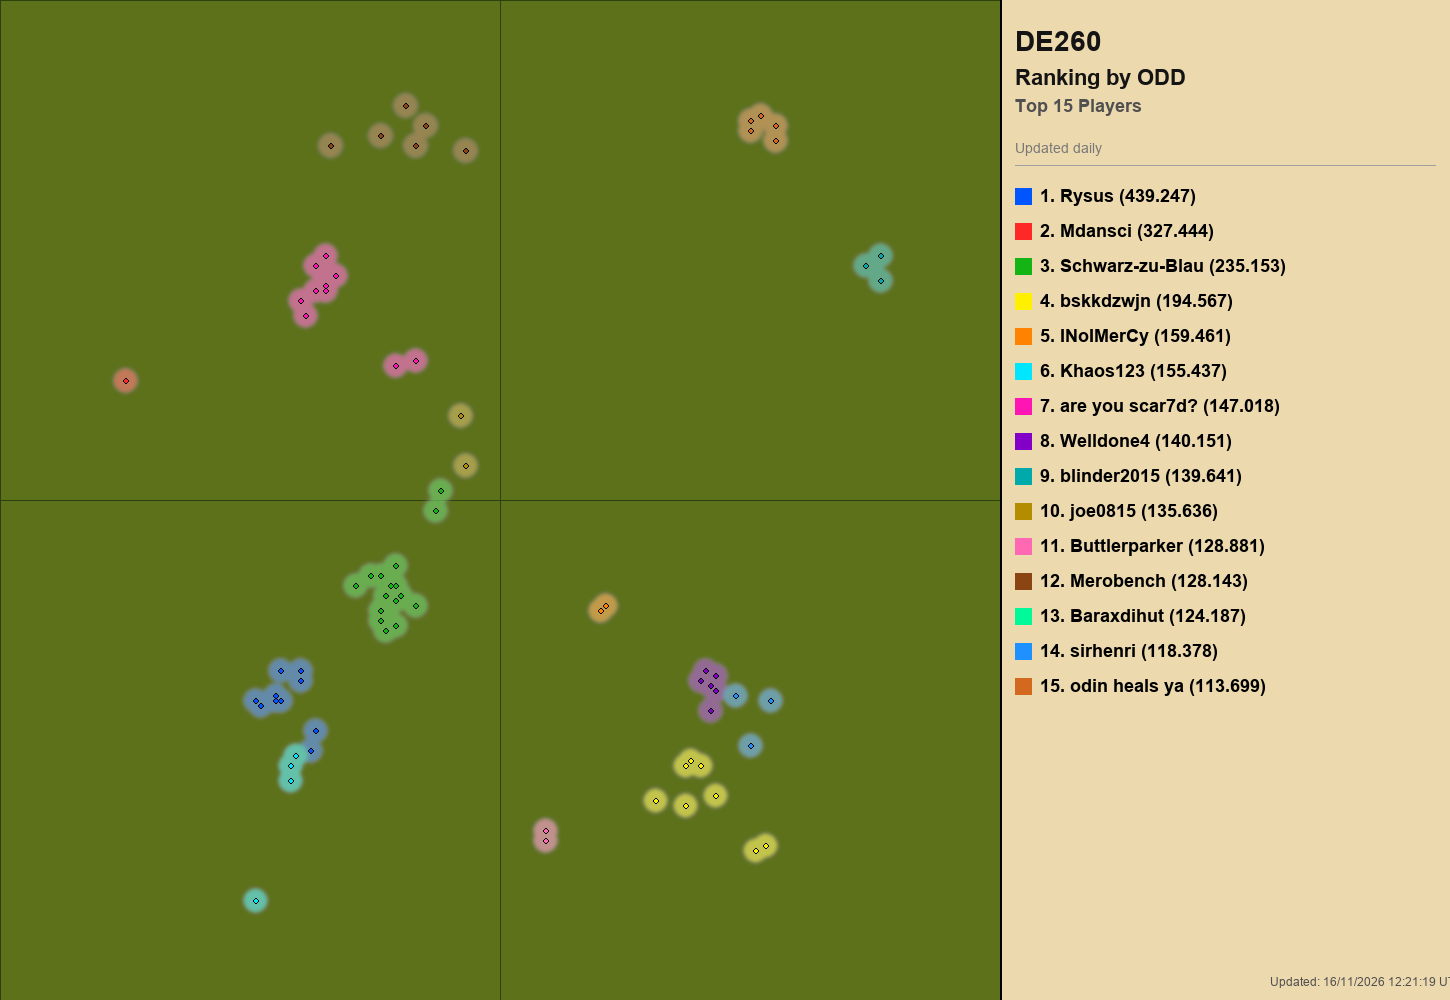 DE260
Ranking by ODD
Top 15 Players
Updated daily
1. Rysus (439.247)
2. Mdansci (327.444)
3. Schwarz-zu-Blau (235.153)
4. bskkdzwjn (194.567)
5. lNolMerCy (159.461)
6. Khaos123 (155.437)
7. are you scar7d? (147.018)
8. Welldone4 (140.151)
9. blinder2015 (139.641)
10. joe0815 (135.636)
11. Buttlerparker (128.881)
12. Merobench (128.143)
13. Baraxdihut (124.187)
14. sirhenri (118.378)
15. odin heals ya (113.699)
Updated: 16/11/2026 12:21:19